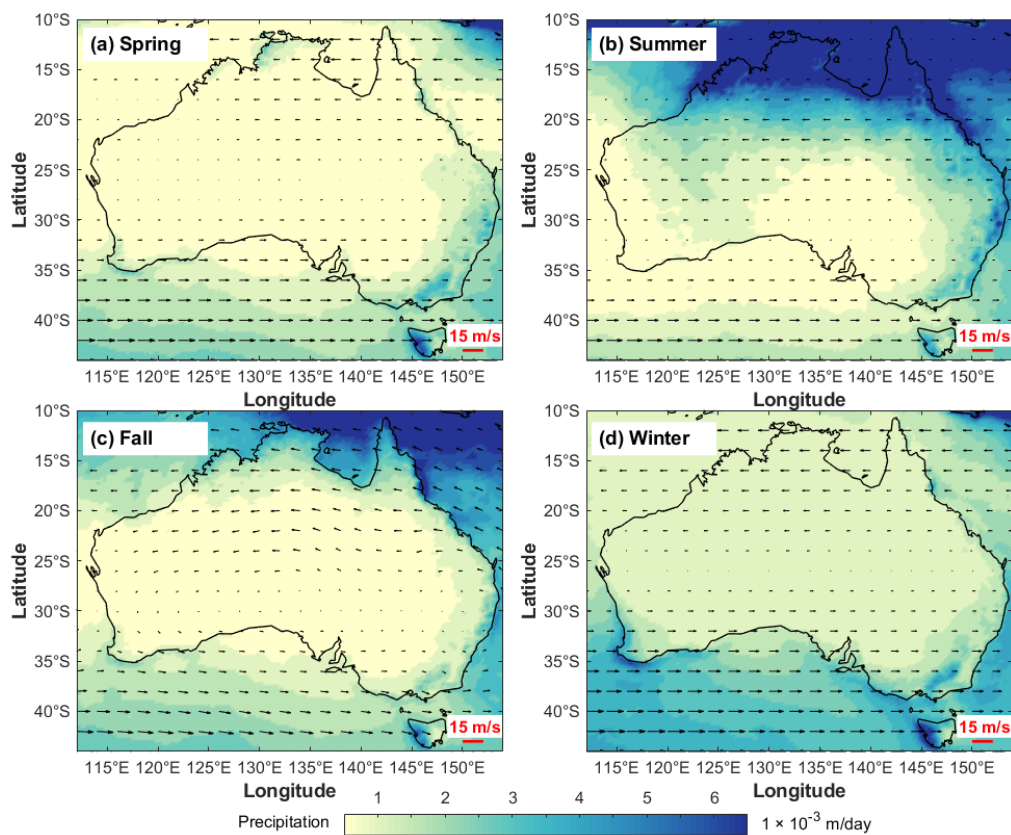 (a) Spring
10°S
15°S
20°S
25°S
30°S
35°S
40°S
Latitude
15 m/s
115°E 120°E 125°E 130°E 135°E 140°E 145°E 150°E
Longitude
(b) Summer
10°S
15°S
20°S
25°S
30°S
35°S
40°S
Latitude
15 m/s
115°E 120°E 125°E 130°E 135°E 140°E 145°E 150°E
Longitude
(c) Fall
10°S
15°S
20°S
25°S
30°S
35°S
40°S
Latitude
15 m/s
115°E 120°E 125°E 130°E 135°E 140°E 145°E 150°E
Longitude
(d) Winter
10°S
15°S
20°S
25°S
30°S
35°S
40°S
Latitude
15 m/s
115°E 120°E 125°E 130°E 135°E 140°E 145°E 150°E
Longitude
1 2 3 4 5 6
Precipitation 1 × 10⁻³ m/day